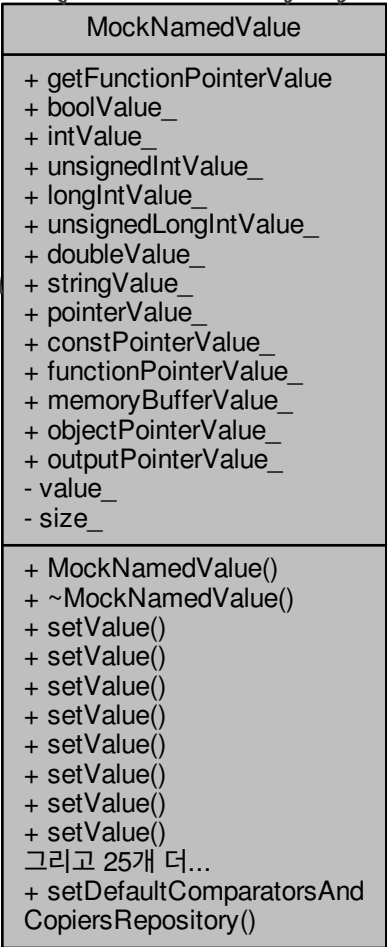 MockNamedValue
+ getFunctionPointerValue
+ boolValue_
+ intValue_
+ unsignedIntValue_
+ longIntValue_
+ unsignedLongIntValue_
+ doubleValue_
+ stringValue_
+ pointerValue_
+ constPointerValue_
+ functionPointerValue_
+ memoryBufferValue_
+ objectPointerValue_
+ outputPointerValue_
- value_
- size_
+ MockNamedValue()
+ ~MockNamedValue()
+ setValue()
+ setValue()
+ setValue()
+ setValue()
+ setValue()
+ setValue()
+ setValue()
+ setValue()
그리고 25개 더...
+ setDefaultComparatorsAnd
CopiersRepository()